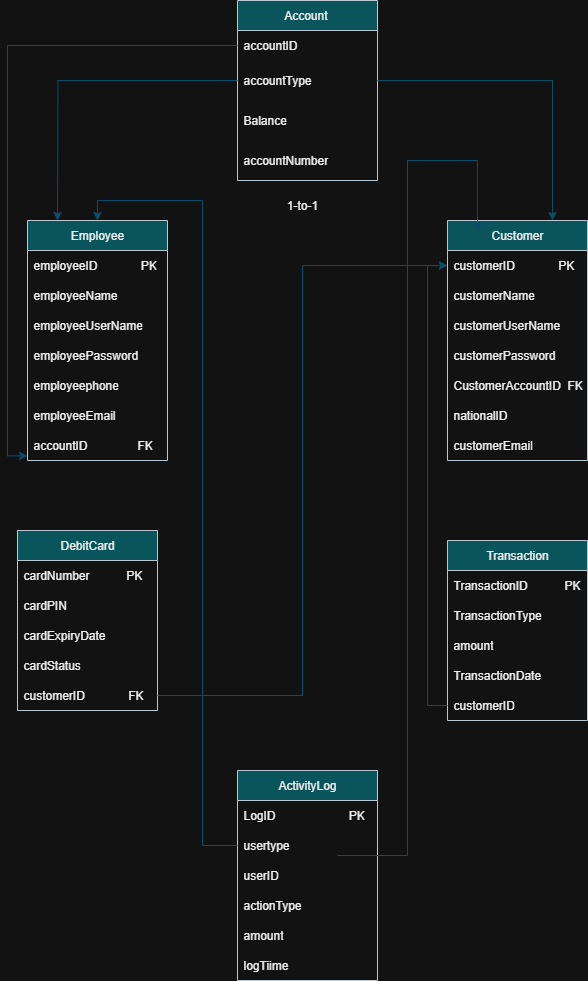 Account
accountID
accountType
Balance
accountNumber
1-to-1
Employee
employeeID PK
employeeName
employeeUserName
employeePassword
employeephone
employeeEmail
accountID FK
Customer
customerID PK
customerName
customerUserName
customerPassword
CustomerAccountID FK
nationalID
customerEmail
DebitCard
cardNumber PK
cardPIN
cardExpiryDate
cardStatus
customerID FK
Transaction
TransactionID PK
TransactionType
amount
TransactionDate
customerID
ActivityLog
LogID PK
usertype
userID
actionType
amount
logTiime